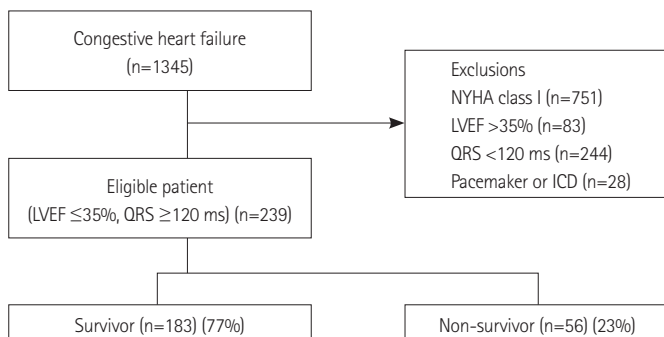 Congestive heart failure
(n=1345)
Exclusions
NYHA class I (n=751)
LVEF >35% (n=83)
QRS <120 ms (n=244)
Pacemaker or ICD (n=28)
Eligible patient
(LVEF ≤35%, QRS ≥120 ms) (n=239)
Survivor (n=183) (77%)
Non-survivor (n=56) (23%)